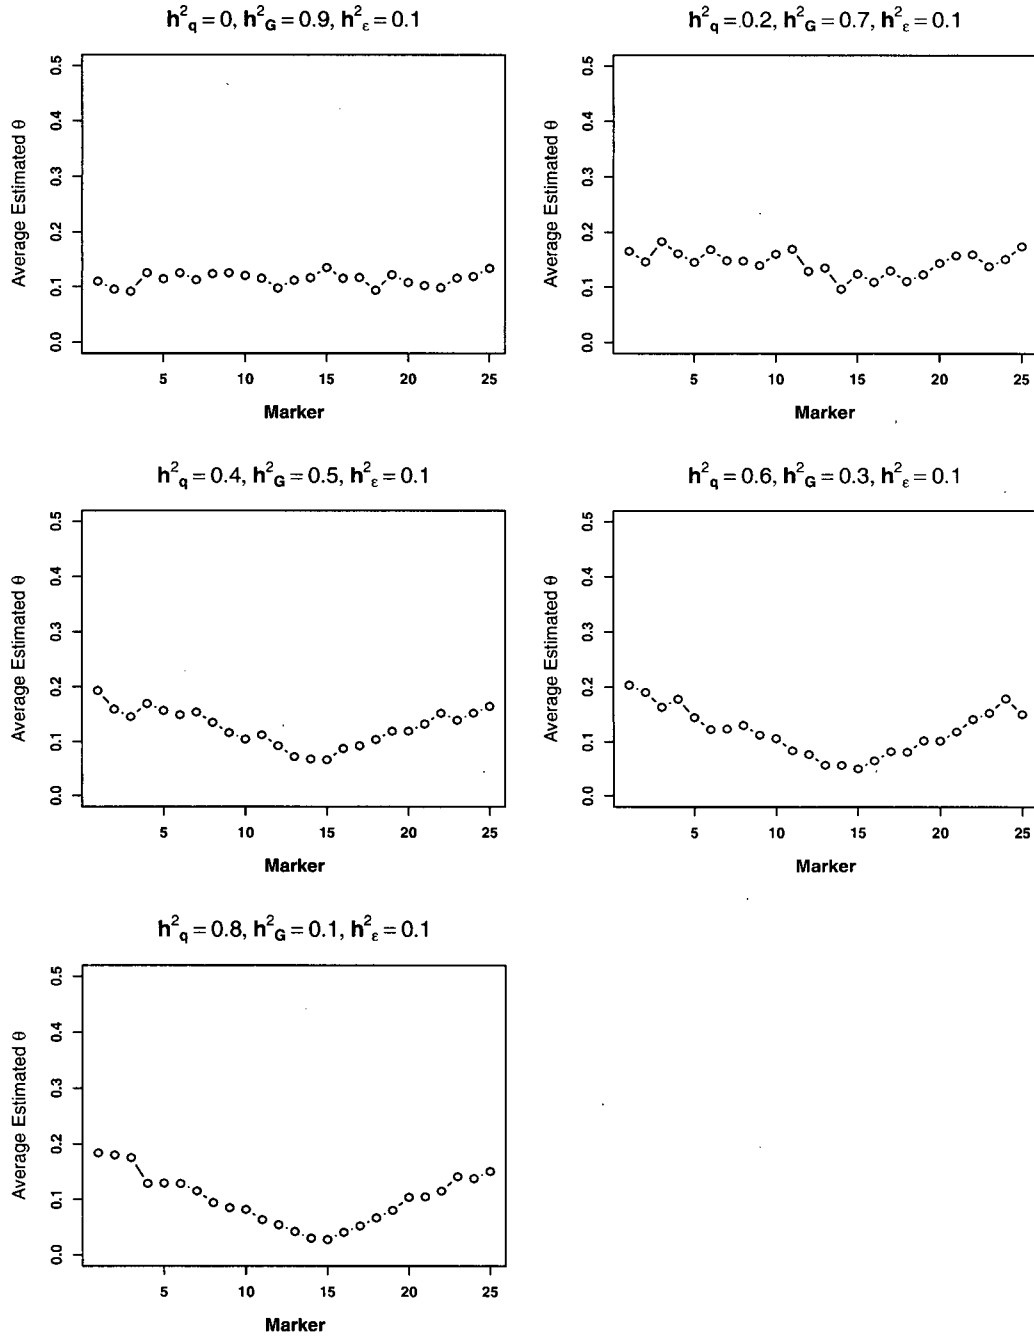 h²q = 0, h²G = 0.9, h²ε = 0.1
Average Estimated θ
0.5
0.4
0.3
0.2
0.1
0.0
5 10 15 20 25
Marker
h²q = 0.2, h²G = 0.7, h²ε = 0.1
Average Estimated θ
0.5
0.4
0.3
0.2
0.1
0.0
5 10 15 20 25
Marker
h²q = 0.4, h²G = 0.5, h²ε = 0.1
Average Estimated θ
0.5
0.4
0.3
0.2
0.1
0.0
5 10 15 20 25
Marker
h²q = 0.6, h²G = 0.3, h²ε = 0.1
Average Estimated θ
0.5
0.4
0.3
0.2
0.1
0.0
5 10 15 20 25
Marker
h²q = 0.8, h²G = 0.1, h²ε = 0.1
Average Estimated θ
0.5
0.4
0.3
0.2
0.1
0.0
5 10 15 20 25
Marker